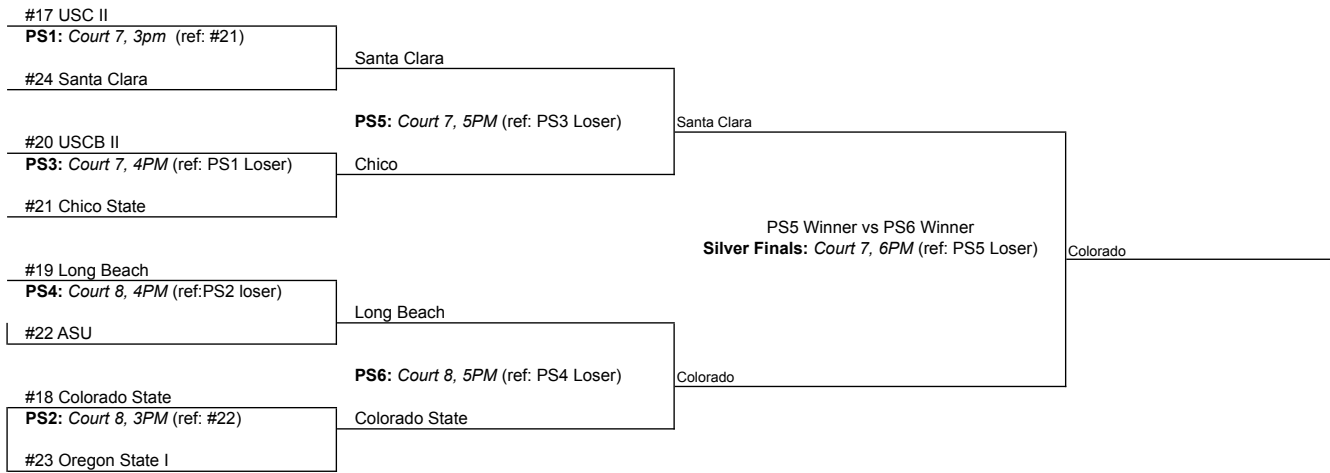 #17 USC II
PS1: Court 7, 3pm (ref: #21)
#24 Santa Clara
Santa Clara
PS5: Court 7, 5PM (ref: PS3 Loser)
Santa Clara
#20 USCB II
PS3: Court 7, 4PM (ref: PS1 Loser)
Chico
#21 Chico State
PS5 Winner vs PS6 Winner
Silver Finals: Court 7, 6PM (ref: PS5 Loser)
Colorado
#19 Long Beach
PS4: Court 8, 4PM (ref:PS2 loser)
Long Beach
#22 ASU
PS6: Court 8, 5PM (ref: PS4 Loser)
Colorado
#18 Colorado State
PS2: Court 8, 3PM (ref: #22)
Colorado State
#23 Oregon State I